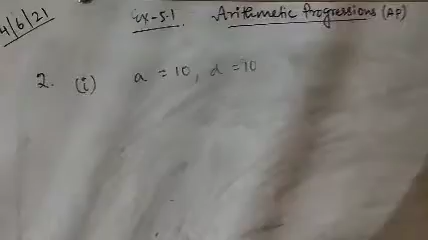 4/6/21 Ex-5.1. Arithmetic Progressions (AP)
2. (i) a = 10, d = 10